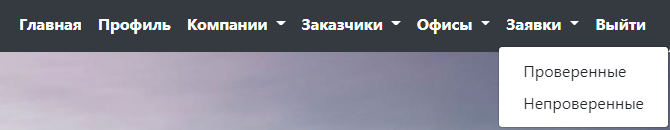 Главная Профиль Компании Заказчики Офисы Заявки Выйти
Проверенные
Непроверенные